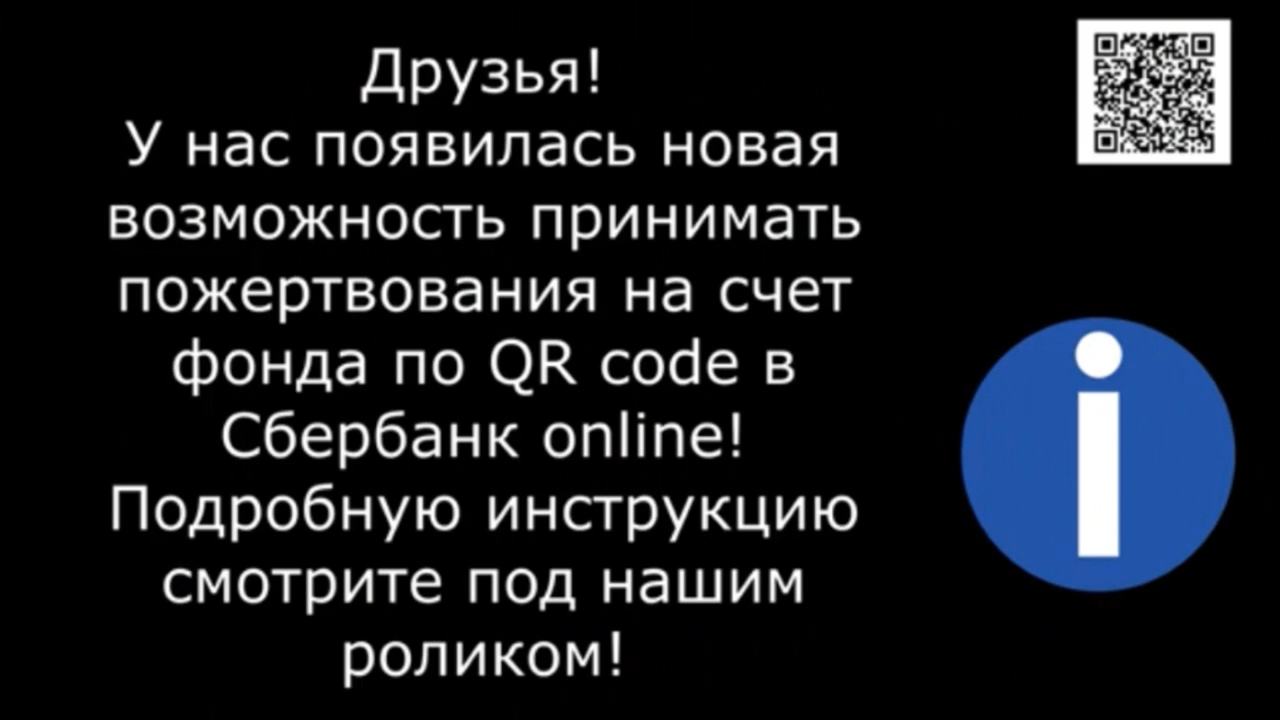 Друзья!
У нас появилась новая
возможность принимать
пожертвования на счет
фонда по QR code в
Сбербанк online!
Подробную инструкцию
смотрите под нашим
роликом!